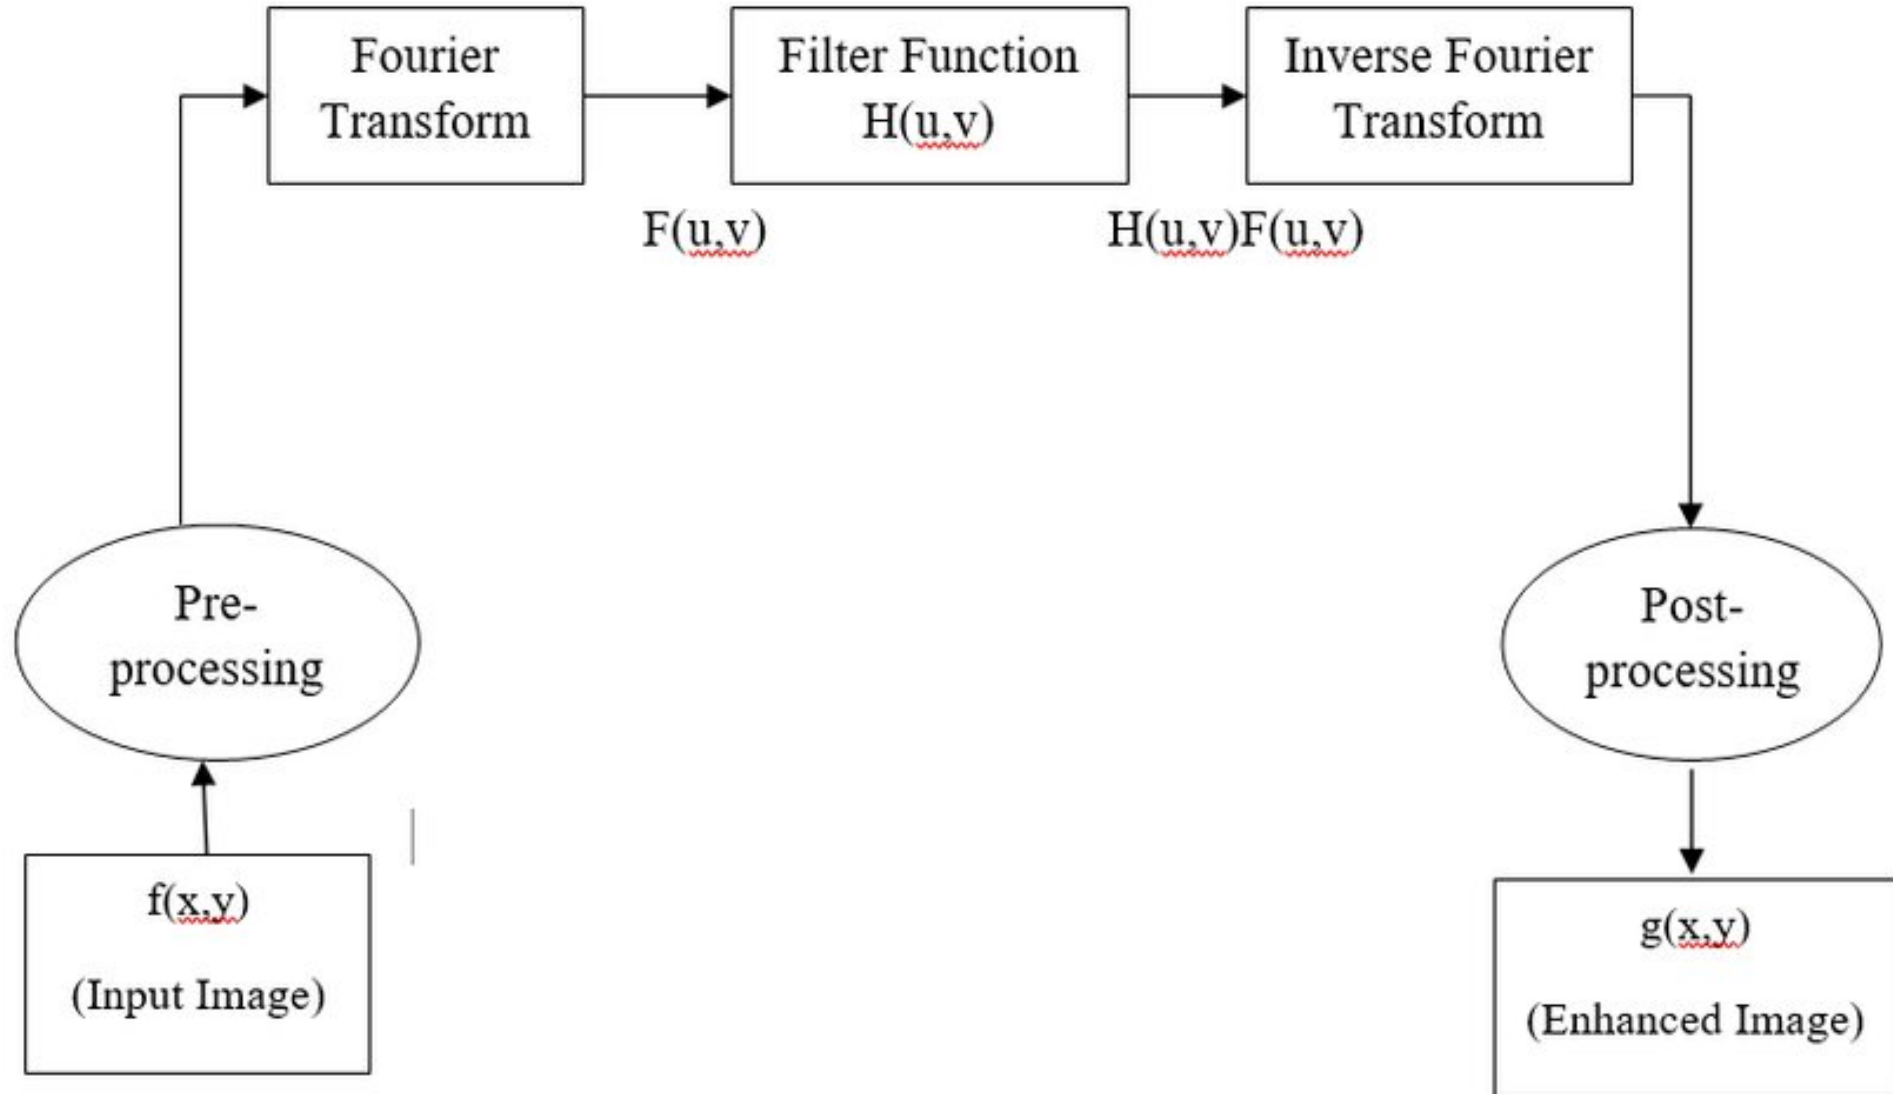 Fourier
Transform
Filter Function
H(u,v)
Inverse Fourier
Transform
F(u,v)
H(u,v)F(u,v)
Pre-
processing
Post-
processing
f(x,y)
(Input Image)
g(x,y)
(Enhanced Image)